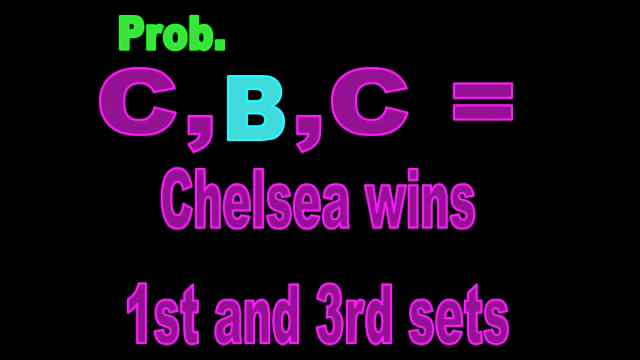 Prob.
C,B,C =
Chelsea wins
1st and 3rd sets